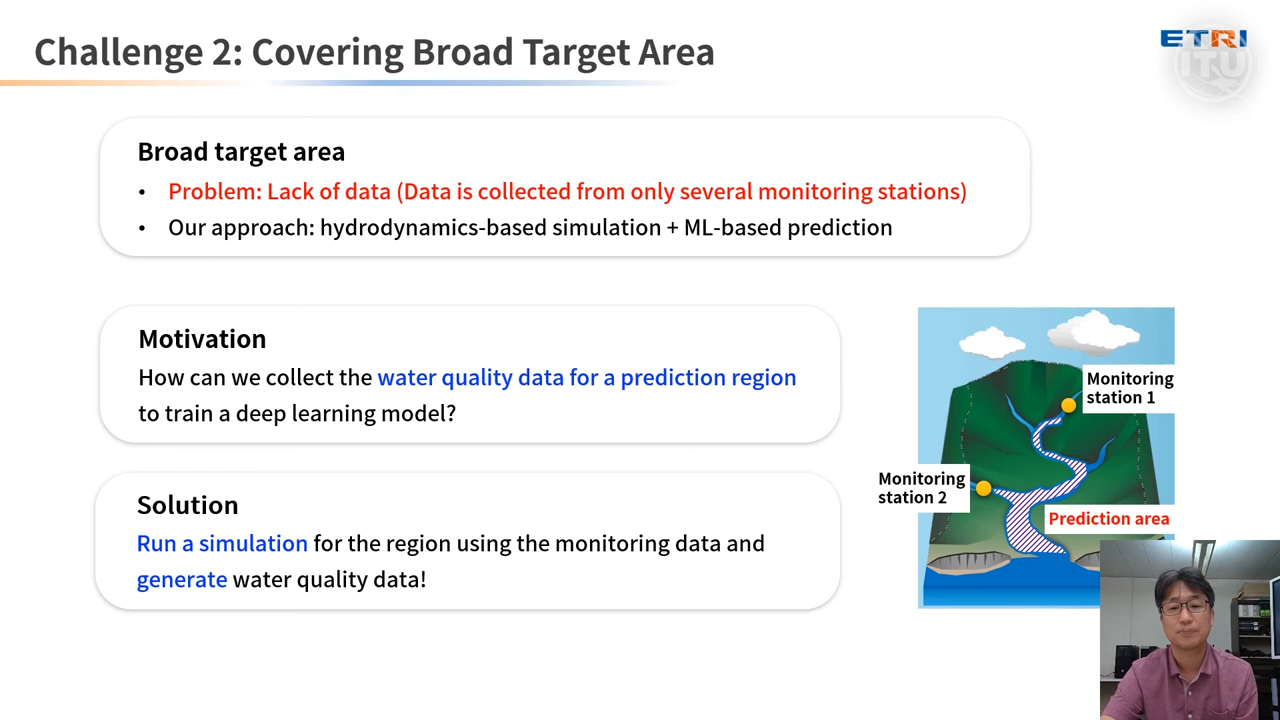 Challenge 2: Covering Broad Target Area
ETRI
ITU
Broad target area
• Problem: Lack of data (Data is collected from only several monitoring stations)
• Our approach: hydrodynamics-based simulation + ML-based prediction
Motivation
How can we collect the water quality data for a prediction region
to train a deep learning model?
Solution
Run a simulation for the region using the monitoring data and
generate water quality data!
Monitoring
station 1
Monitoring
station 2
Prediction area